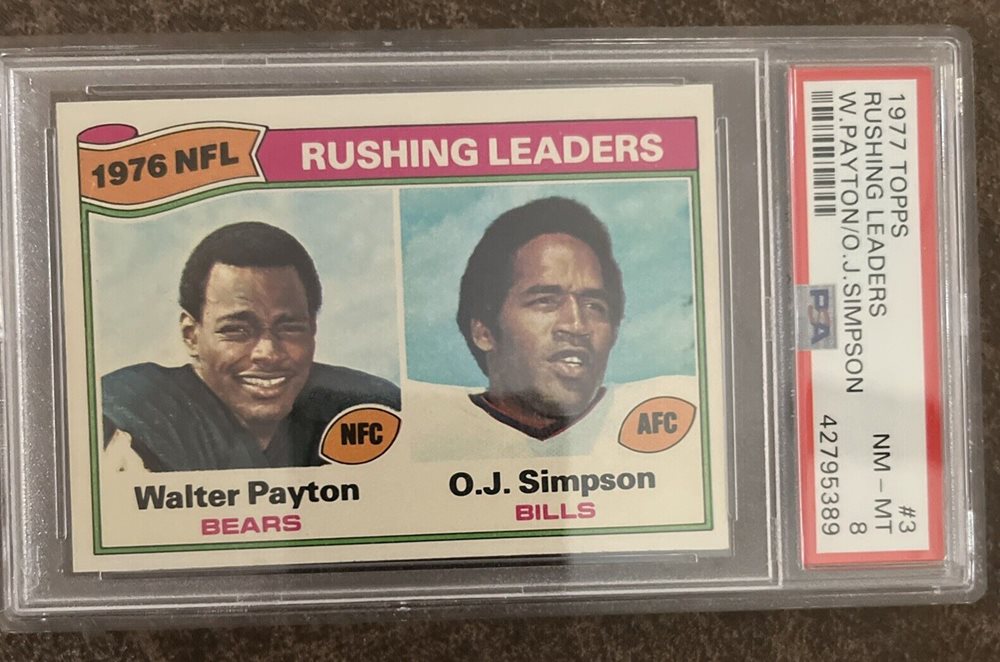 1976 NFL
RUSHING LEADERS
NFC
AFC
Walter Payton
BEARS
O.J. Simpson
BILLS
1977 TOPPS
RUSHING LEADERS
W.PAYTON/O.J.SIMPSON
PSA
#3
NM - MT
8
42795389